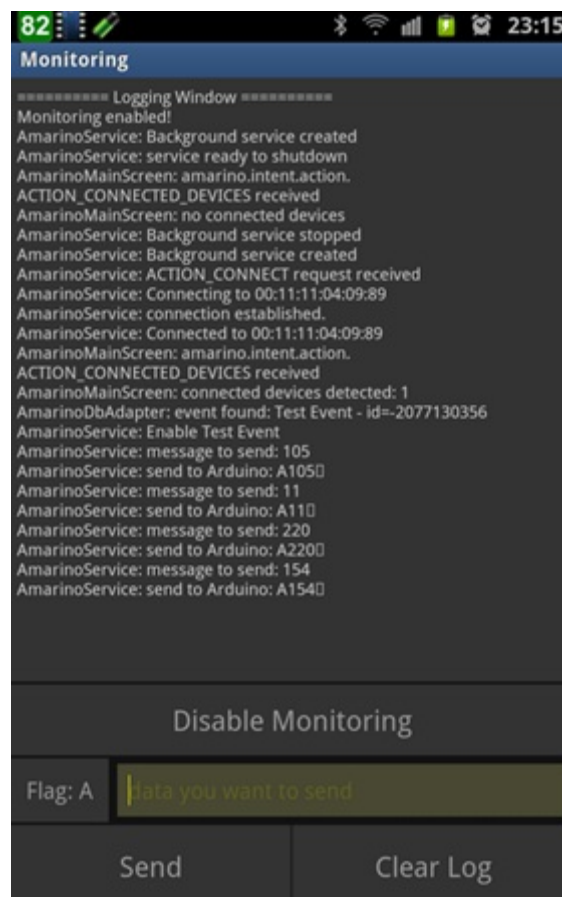 82
23:15
Monitoring
========== Logging Window ==========
Monitoring enabled!
AmarinoService: Background service created
AmarinoService: service ready to shutdown
AmarinoMainScreen: amarino.intent.action.
ACTION_CONNECTED_DEVICES received
AmarinoMainScreen: no connected devices
AmarinoService: Background service stopped
AmarinoService: Background service created
AmarinoService: ACTION_CONNECT request received
AmarinoService: Connecting to 00:11:11:04:09:89
AmarinoService: connection established.
AmarinoService: Connected to 00:11:11:04:09:89
AmarinoMainScreen: amarino.intent.action.
ACTION_CONNECTED_DEVICES received
AmarinoMainScreen: connected devices detected: 1
AmarinoDbAdapter: event found: Test Event - id=-2077130356
AmarinoService: Enable Test Event
AmarinoService: message to send: 105
AmarinoService: send to Arduino: A105▯
AmarinoService: message to send: 11
AmarinoService: send to Arduino: A11▯
AmarinoService: message to send: 220
AmarinoService: send to Arduino: A220▯
AmarinoService: message to send: 154
AmarinoService: send to Arduino: A154▯
Disable Monitoring
Flag: A
data you want to send
Send
Clear Log